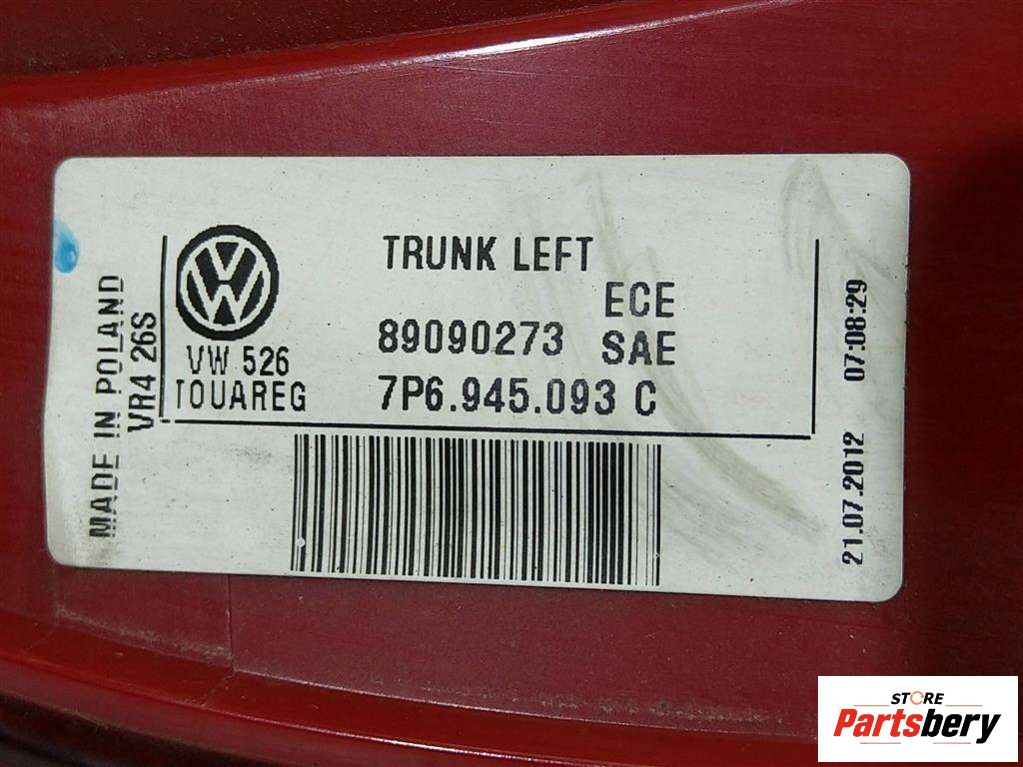 MADE IN POLAND
VR4 26S
VW 526
TOUAREG
TRUNK LEFT
ECE
89090273 SAE
7P6.945.093 C
21.07.2012 07:08:29
STORE
Partsbery